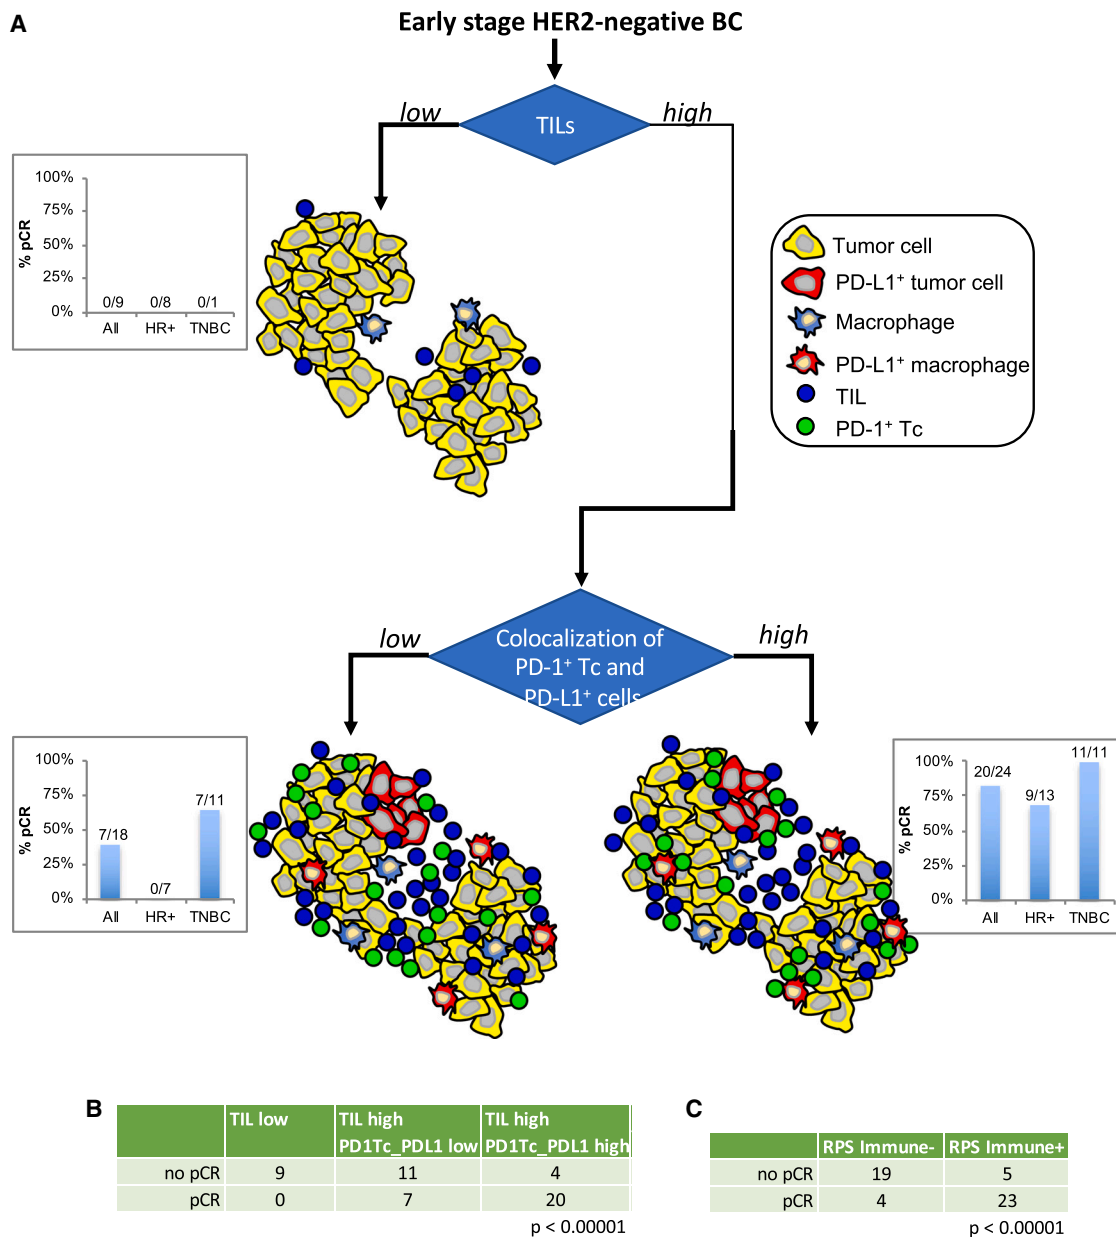 A
Early stage HER2-negative BC
low
TILs
high
100%
75%
50%
25%
0%
% pCR
0/9 0/8 0/1
All HR+ TNBC
Tumor cell
PD-L1⁺ tumor cell
Macrophage
PD-L1⁺ macrophage
TIL
PD-1⁺ Tc
low
Colocalization of
PD-1⁺ Tc and
PD-L1⁺ cells
high
100%
75%
50%
25%
0%
% pCR
7/18 0/7 7/11
All HR+ TNBC
100%
75%
50%
25%
0%
% pCR
20/24 9/13 11/11
All HR+ TNBC
B
TIL low TIL high TIL high
PD1Tc_PDL1 low PD1Tc_PDL1 high
no pCR 9 11 4
pCR 0 7 20
p < 0.00001
C
RPS Immune- RPS Immune+
no pCR 19 5
pCR 4 23
p < 0.00001